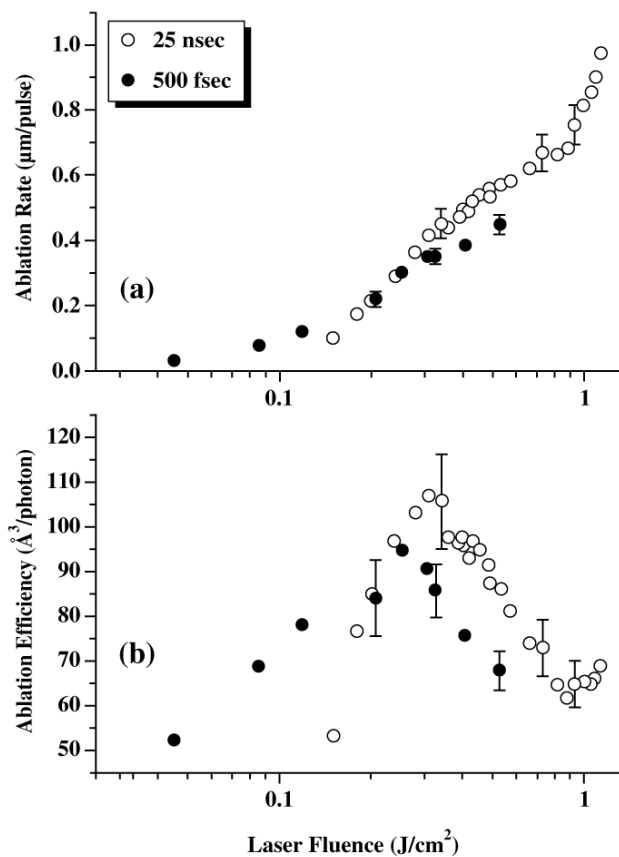 25 nsec
500 fsec
Ablation Rate (μm/pulse)
1.0
0.8
0.6
0.4
0.2
0.0
(a)
0.1
1
Ablation Efficiency (Å³/photon)
120
110
100
90
80
70
60
50
(b)
0.1
1
Laser Fluence (J/cm²)